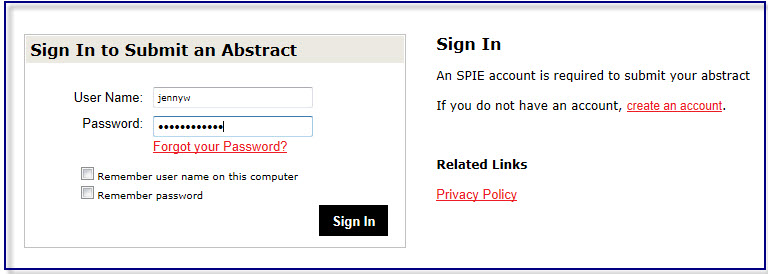 Sign In to Submit an Abstract
User Name: jennyw
Password: ••••••••••••
Forgot your Password?
Remember user name on this computer
Remember password
Sign In
Sign In
An SPIE account is required to submit your abstract
If you do not have an account, create an account.
Related Links
Privacy Policy